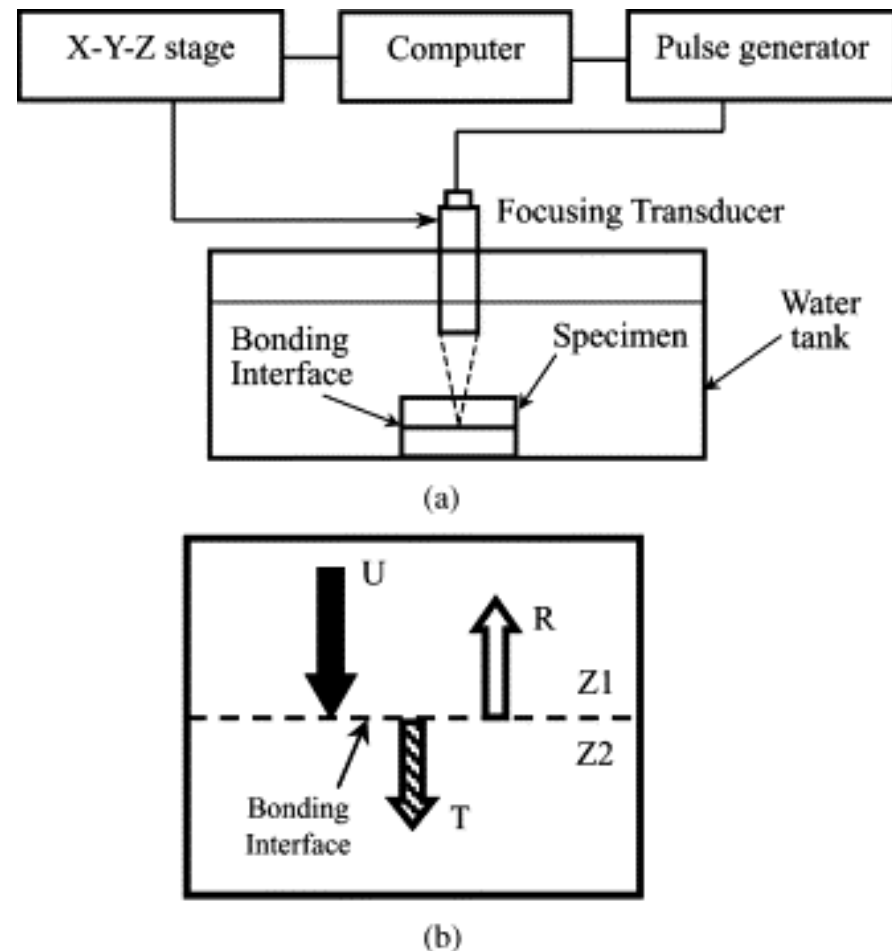 X-Y-Z stage
Computer
Pulse generator
Focusing Transducer
Bonding
Interface
Specimen
Water
tank
(a)
U
R
Z1
Z2
Bonding
Interface
T
(b)